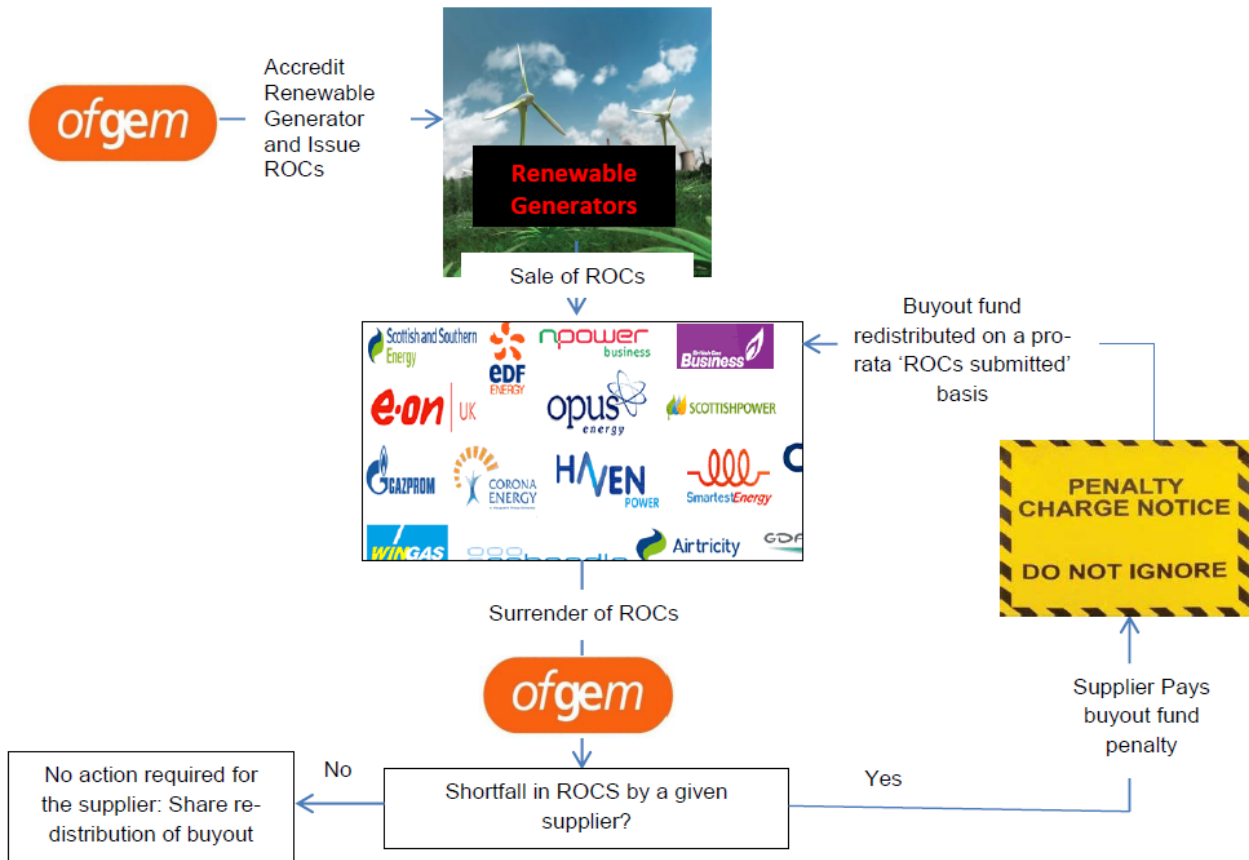 ofgem
Accredit
Renewable
Generator
and Issue
ROCs
Renewable
Generators
Sale of ROCs
Buyout fund
redistributed on a pro-
rata ‘ROCs submitted’
basis
Scottish and Southern
Energy
eDF
ENERGY
npower
business
British Gas
Business
e·on UK
opus
energy
SCOTTISHPOWER
GAZPROM
CORONA
ENERGY
HAVEN
POWER
SmartestEnergy
WINGAS
Airtricity
GDF
PENALTY
CHARGE NOTICE
DO NOT IGNORE
Surrender of ROCs
ofgem
Supplier Pays
buyout fund
penalty
No action required for
the supplier: Share re-
distribution of buyout
No
Shortfall in ROCS by a given
supplier?
Yes